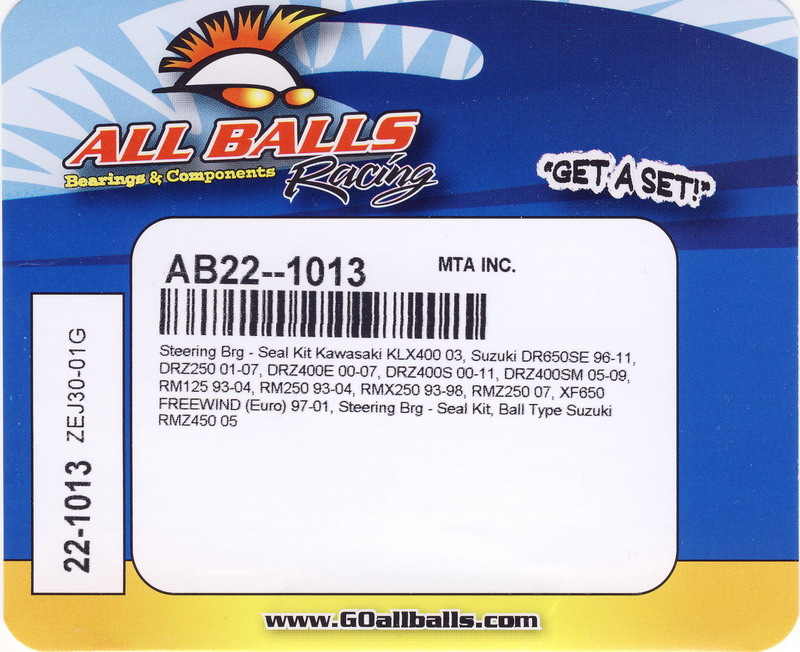 ALL BALLS
Racing
Bearings & Components
"GET A SET!"
AB22--1013
MTA INC.
Steering Brg - Seal Kit Kawasaki KLX400 03, Suzuki DR650SE 96-11,
DRZ250 01-07, DRZ400E 00-07, DRZ400S 00-11, DRZ400SM 05-09,
RM125 93-04, RM250 93-04, RMX250 93-98, RMZ250 07, XF650
FREEWIND (Euro) 97-01, Steering Brg - Seal Kit, Ball Type Suzuki
RMZ450 05
22-1013 ZEJ30-01G
www.GOallballs.com